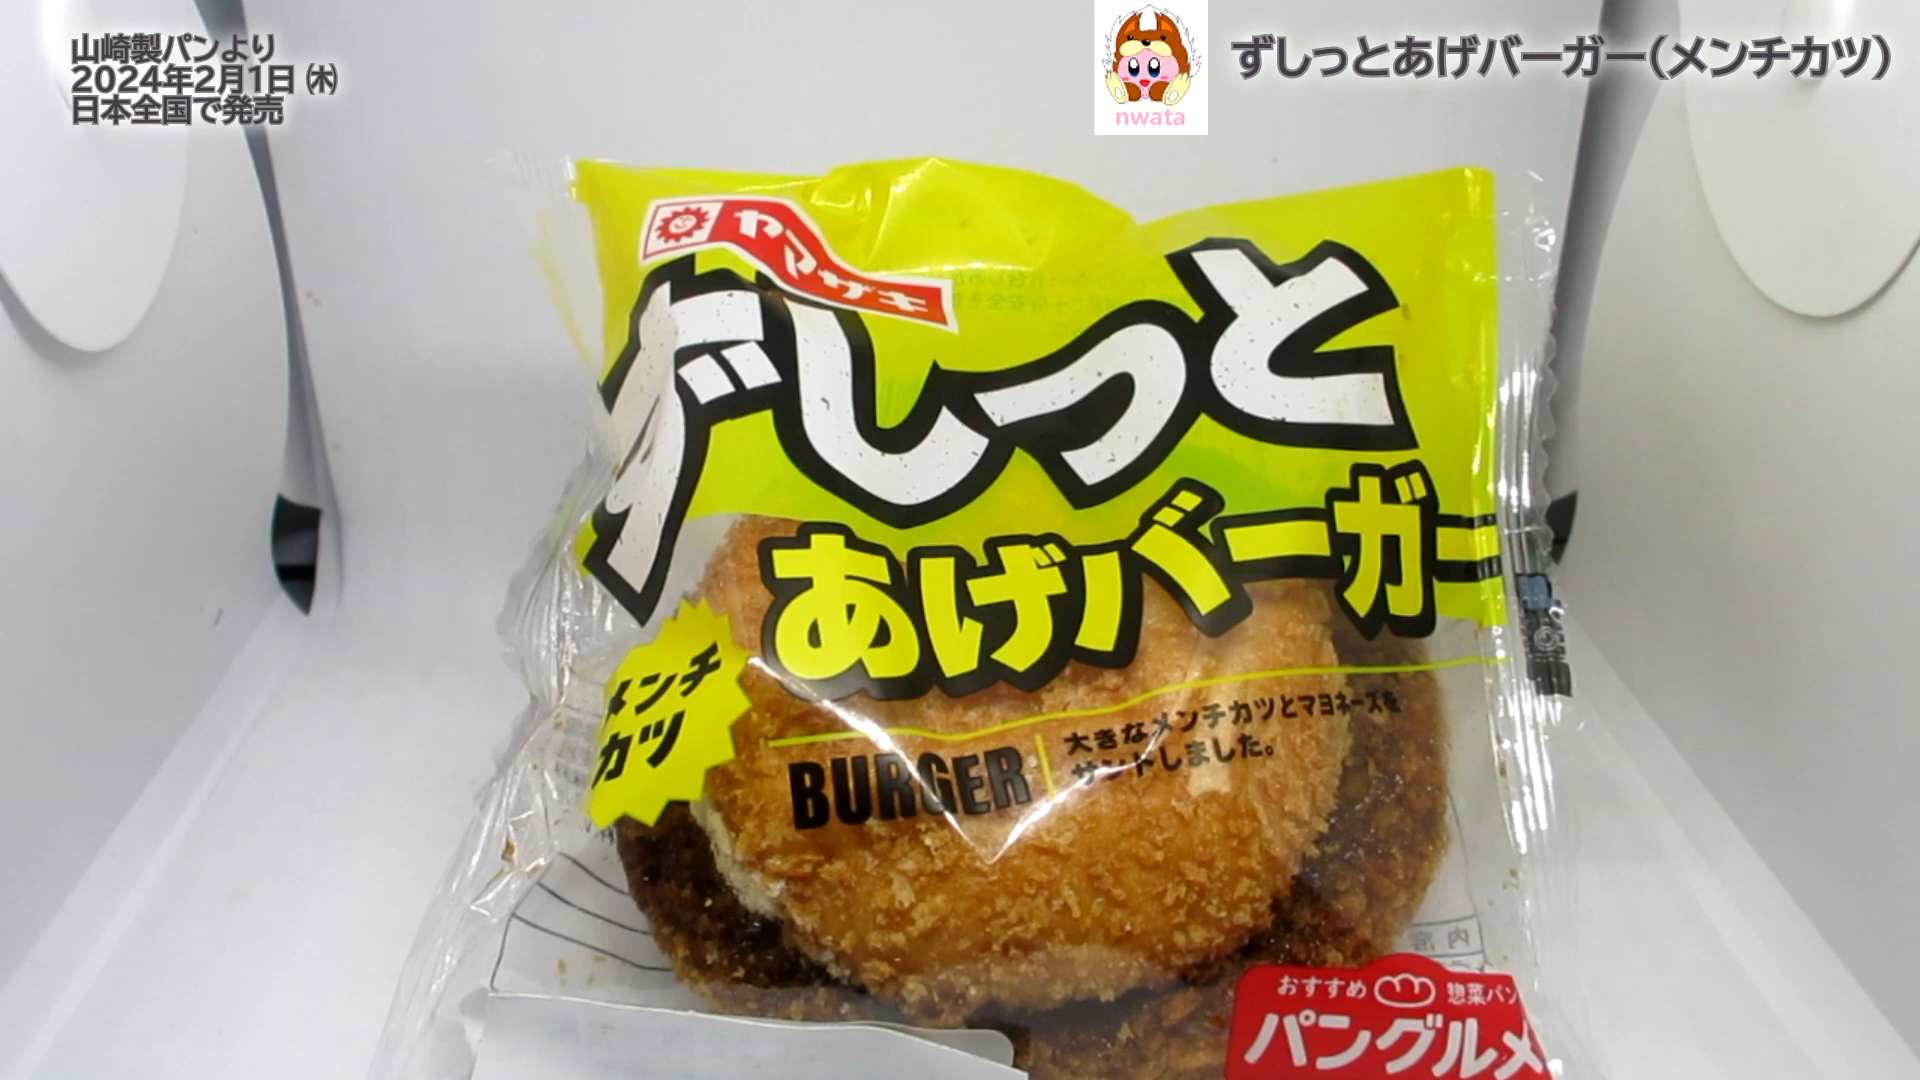 山崎製パンより
2024年2月1日 ㈭
日本全国で発売
nwata
ずしっとあげバーガー(メンチカツ)
ヤマザキ
ずしっと
あげバーガー
メンチ
カツ
BURGER
大きなメンチカツとマヨネーズを
サンドしました。
おすすめ 惣菜パン
パングルメ